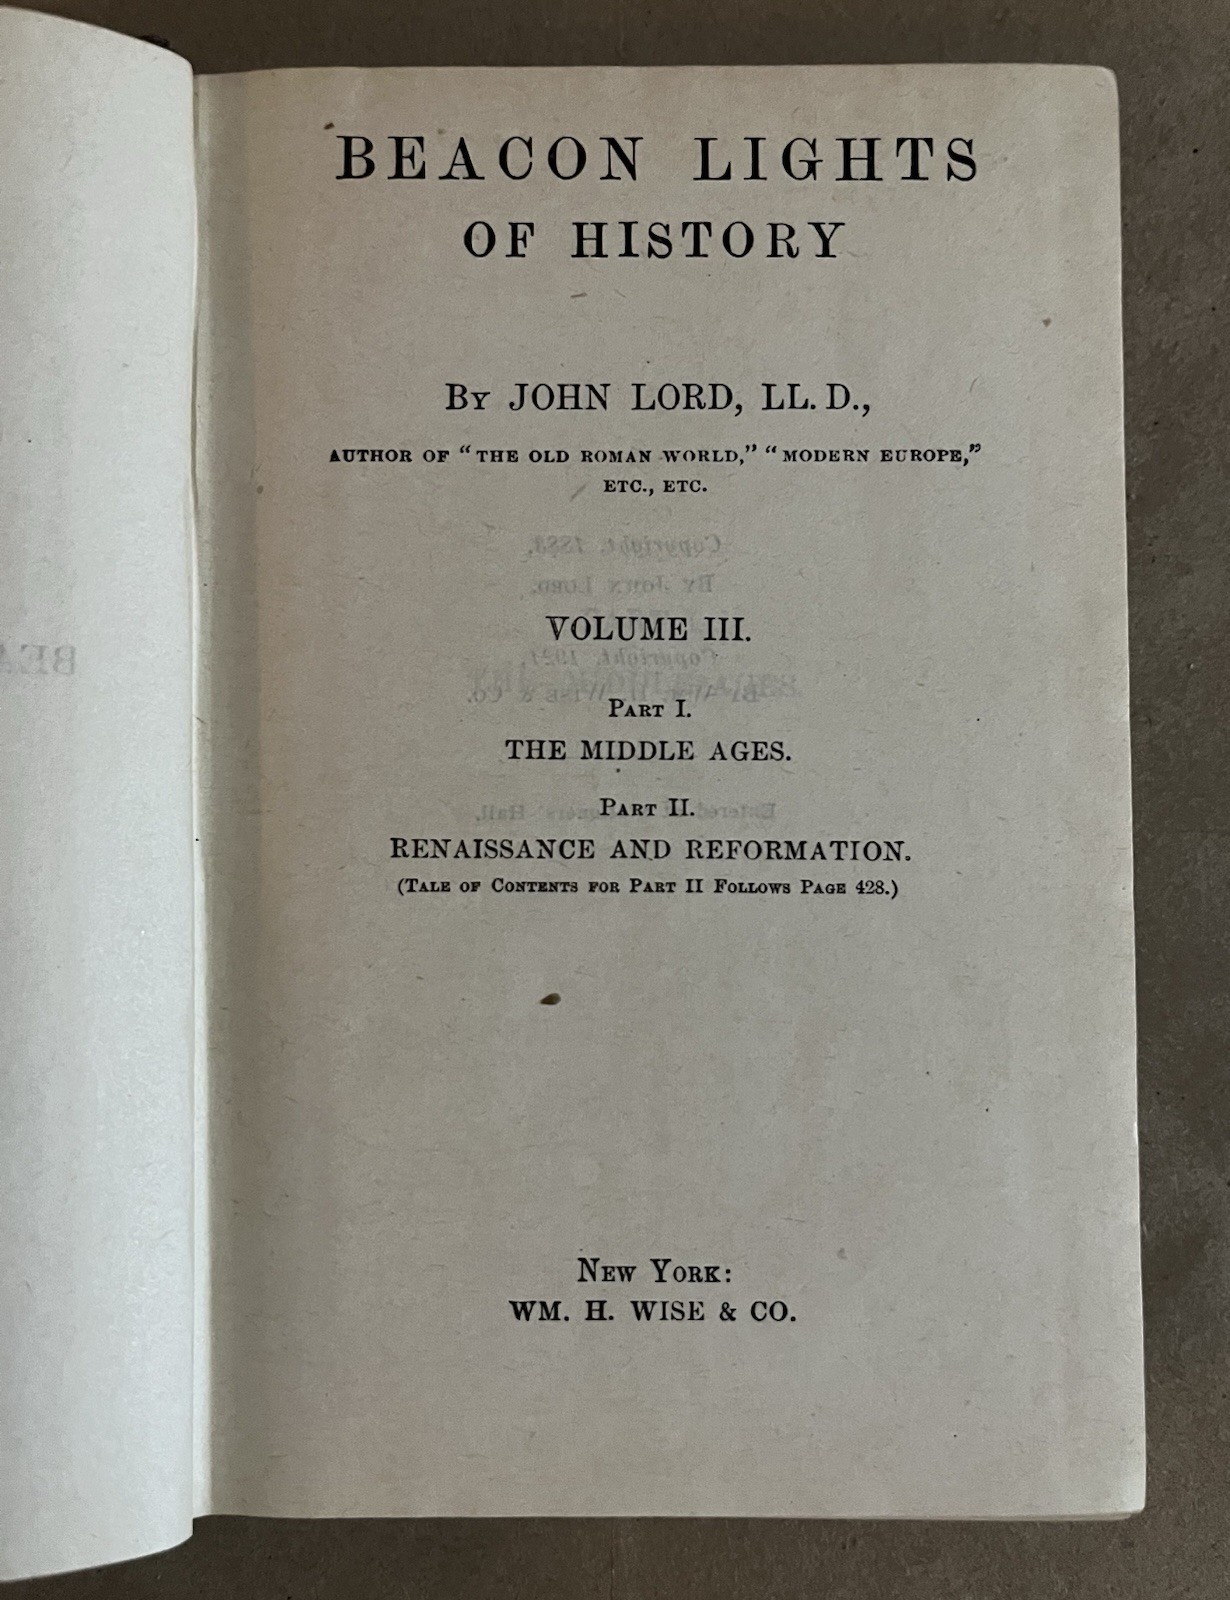 BEACON LIGHTS
OF HISTORY
By JOHN LORD, LL. D.,
AUTHOR OF “THE OLD ROMAN WORLD,” “MODERN EUROPE,”
ETC., ETC.
VOLUME III.
Part I.
THE MIDDLE AGES.
Part II.
RENAISSANCE AND REFORMATION.
(Tale of Contents for Part II Follows Page 428.)
New York:
WM. H. WISE & CO.